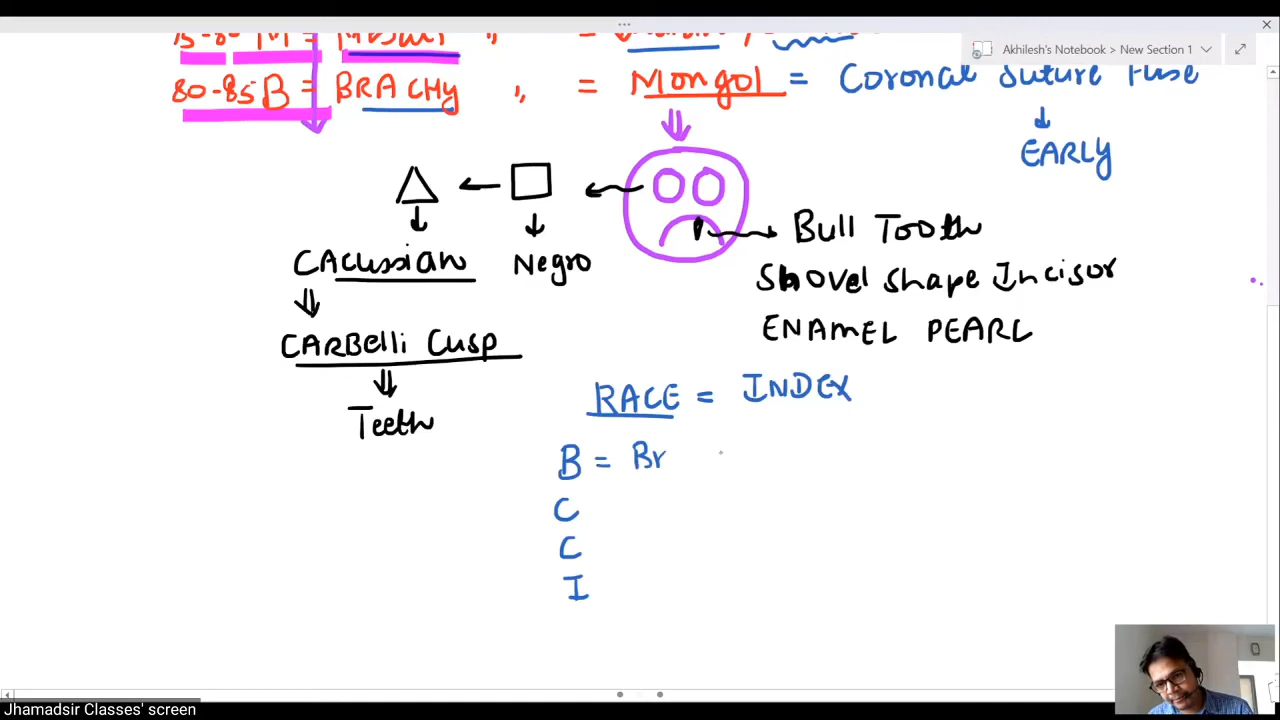 Akhilesh's Notebook > New Section 1
80-85 B = BRACHy ,, = Mongol = Coronal Suture Fuse
EARLY
CACussian
Negro
Bull Tooth
Shovel shape Incisor
ENAMEL PEARL
CARBelli Cusp
Teeth
RACE = INDEX
B = Br
C
C
I
Jhamadsir Classes' screen